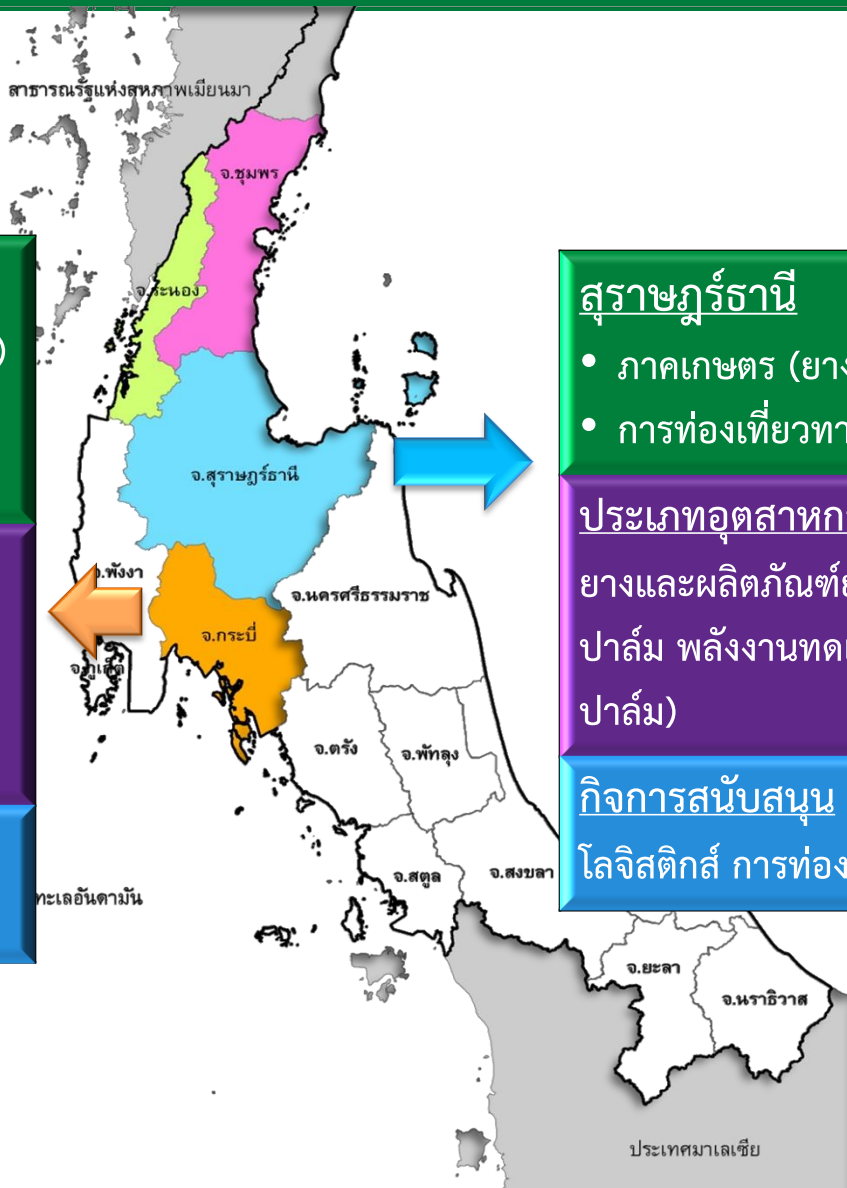 สาธารณรัฐแห่งสหภาพเมียนมา
จ.ชุมพร
จ.ระนอง
)
สุราษฎร์ธานี
• ภาคเกษตร (ยาง
• การท่องเที่ยวทา
จ.สุราษฎร์ธานี
ประเภทอุตสาหก
ยางและผลิตภัณฑ์ย
ปาล์ม พลังงานทดแ
ปาล์ม)
จ.พังงา
จ.นครศรีธรรมราช
จ.กระบี่
จ.ภูเก็ต
จ.ตรัง
จ.พัทลุง
กิจการสนับสนุน
โลจิสติกส์ การท่อง
จ.สตูล
จ.สงขลา
ทะเลอันดามัน
จ.ยะลา
จ.นราธิวาส
ประเทศมาเลเซีย